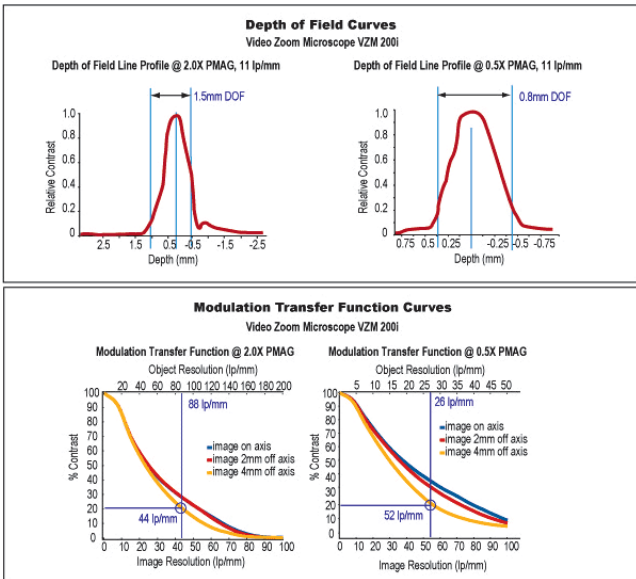 Depth of Field Curves
Video Zoom Microscope VZM 200i
Depth of Field Line Profile @ 2.0X PMAG, 11 lp/mm
1.5mm DOF
Relative Contrast
1.0
0.8
0.6
0.4
0.2
0
2.5 1.5 0.5 -0.5 -1.5 -2.5
Depth (mm)
Depth of Field Line Profile @ 0.5X PMAG, 11 lp/mm
0.8mm DOF
Relative Contrast
1.0
0.8
0.6
0.4
0.2
0
0.75 0.5 0.25 -0.25 -0.5 -0.75
Depth (mm)
Modulation Transfer Function Curves
Video Zoom Microscope VZM 200i
Modulation Transfer Function @ 2.0X PMAG
Object Resolution (lp/mm)
20 40 60 80 100 120 140 160 180 200
88 lp/mm
% Contrast
100
90
80
70
60
50
40
30
20
10
0
image on axis
image 2mm off axis
image 4mm off axis
44 lp/mm
0 10 20 30 40 50 60 70 80 90 100
Image Resolution (lp/mm)
Modulation Transfer Function @ 0.5X PMAG
Object Resolution (lp/mm)
5 10 15 20 25 30 35 40 45 50
26 lp/mm
% Contrast
100
90
80
70
60
50
40
30
20
10
0
image on axis
image 2mm off axis
image 4mm off axis
52 lp/mm
0 10 20 30 40 50 60 70 80 90 100
Image Resolution (lp/mm)